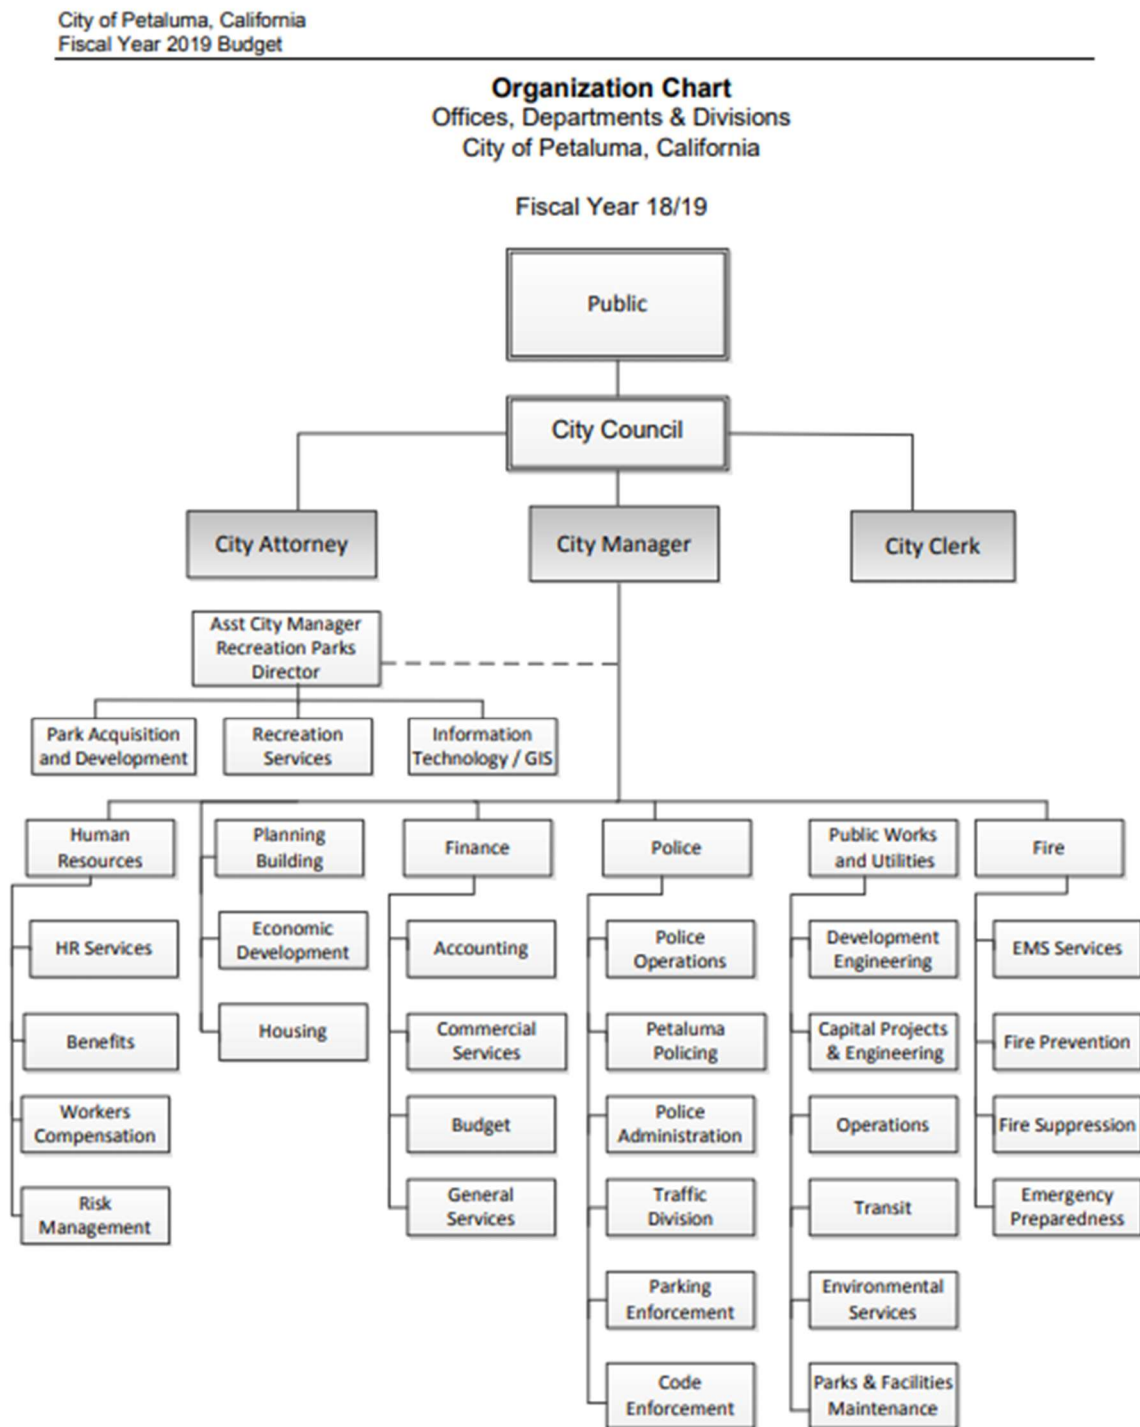 City of Petaluma, California
Fiscal Year 2019 Budget
Organization Chart
Offices, Departments & Divisions
City of Petaluma, California
Fiscal Year 18/19
Public
City Council
City Attorney
City Manager
City Clerk
Asst City Manager
Recreation Parks
Director
Park Acquisition
and Development
Recreation
Services
Information
Technology / GIS
Human
Resources
HR Services
Benefits
Workers
Compensation
Risk
Management
Planning
Building
Economic
Development
Housing
Finance
Accounting
Commercial
Services
Budget
General
Services
Police
Police
Operations
Petaluma
Policing
Police
Administration
Traffic
Division
Parking
Enforcement
Code
Enforcement
Public Works
and Utilities
Development
Engineering
Capital Projects
& Engineering
Operations
Transit
Environmental
Services
Parks & Facilities
Maintenance
Fire
EMS Services
Fire Prevention
Fire Suppression
Emergency
Preparedness